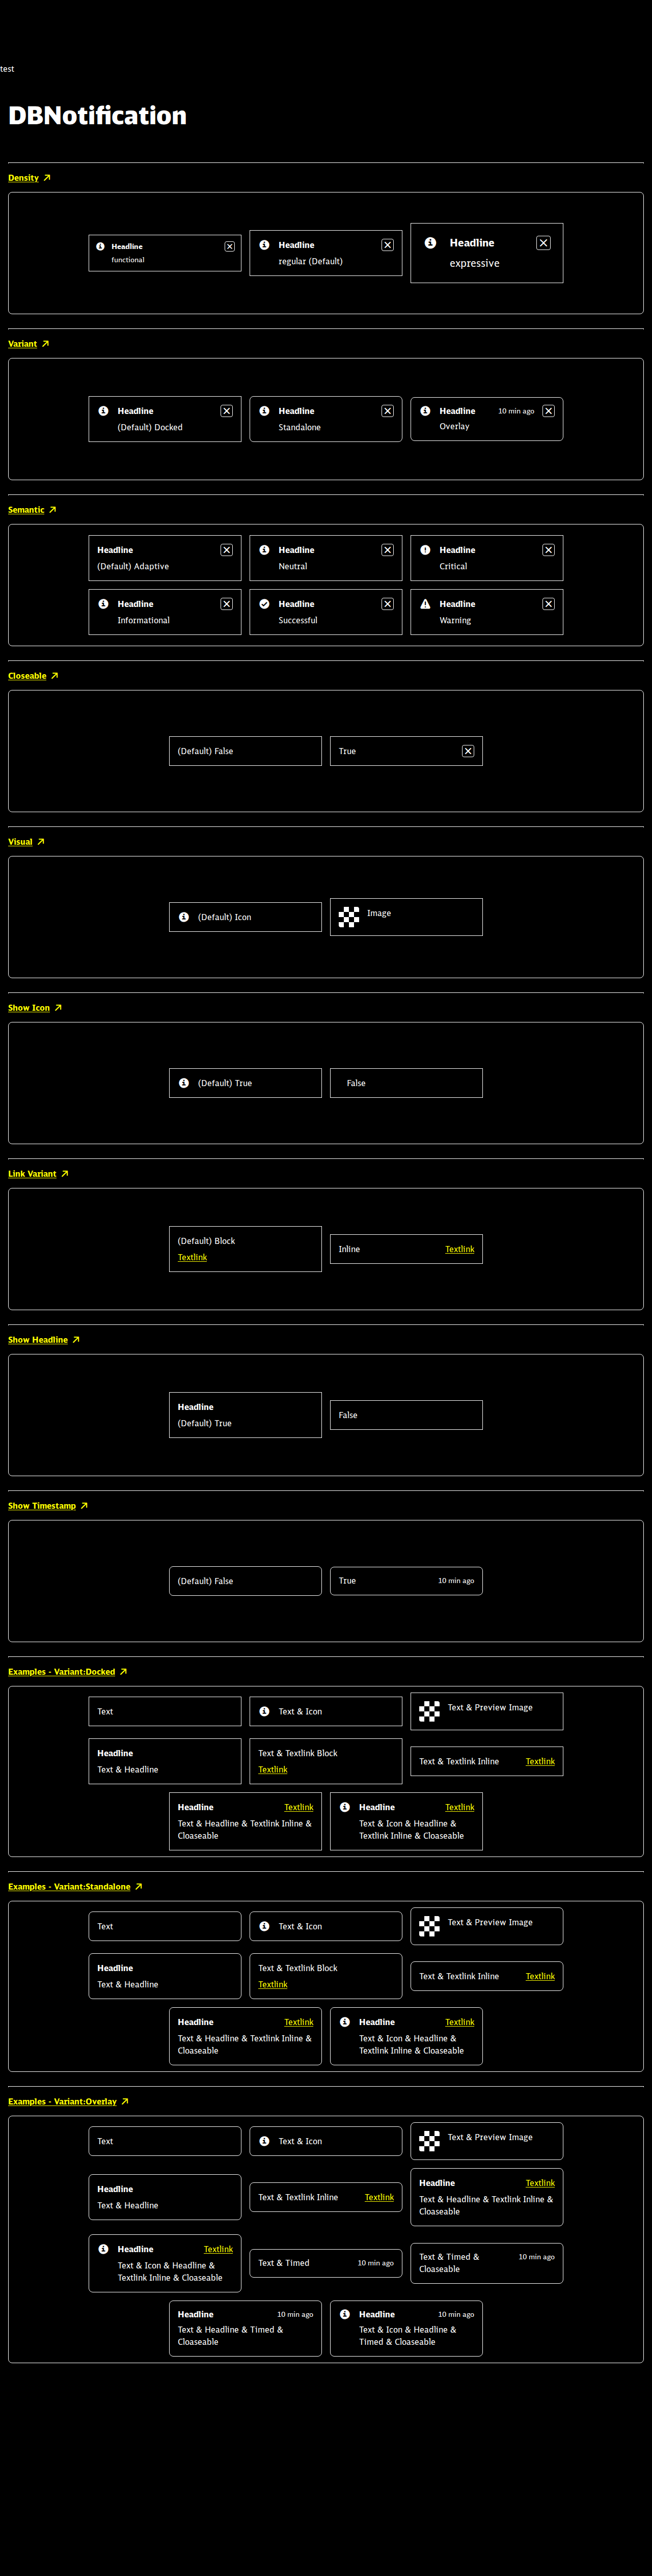 test
DBNotification
Density
Headline
functional
Headline
regular (Default)
Headline
expressive
Variant
Headline
(Default) Docked
Headline
Standalone
Headline 10 min ago
Overlay
Semantic
Headline
(Default) Adaptive
Headline
Neutral
Headline
Critical
Headline
Informational
Headline
Successful
Headline
Warning
Closeable
(Default) False
True
Visual
(Default) Icon
Image
Show Icon
(Default) True
False
Link Variant
(Default) Block
Textlink
Inline Textlink
Show Headline
Headline
(Default) True
False
Show Timestamp
(Default) False
True 10 min ago
Examples - Variant:Docked
Text
Text & Icon
Text & Preview Image
Headline
Text & Headline
Text & Textlink Block
Textlink
Text & Textlink Inline Textlink
Headline Textlink
Text & Headline & Textlink Inline &
Cloaseable
Headline Textlink
Text & Icon & Headline &
Textlink Inline & Cloaseable
Examples - Variant:Standalone
Text
Text & Icon
Text & Preview Image
Headline
Text & Headline
Text & Textlink Block
Textlink
Text & Textlink Inline Textlink
Headline Textlink
Text & Headline & Textlink Inline &
Cloaseable
Headline Textlink
Text & Icon & Headline &
Textlink Inline & Cloaseable
Examples - Variant:Overlay
Text
Text & Icon
Text & Preview Image
Headline
Text & Headline
Text & Textlink Inline Textlink
Headline Textlink
Text & Headline & Textlink Inline &
Cloaseable
Headline Textlink
Text & Icon & Headline &
Textlink Inline & Cloaseable
Text & Timed 10 min ago
Text & Timed & 10 min ago
Cloaseable
Headline 10 min ago
Text & Headline & Timed &
Cloaseable
Headline 10 min ago
Text & Icon & Headline &
Timed & Cloaseable